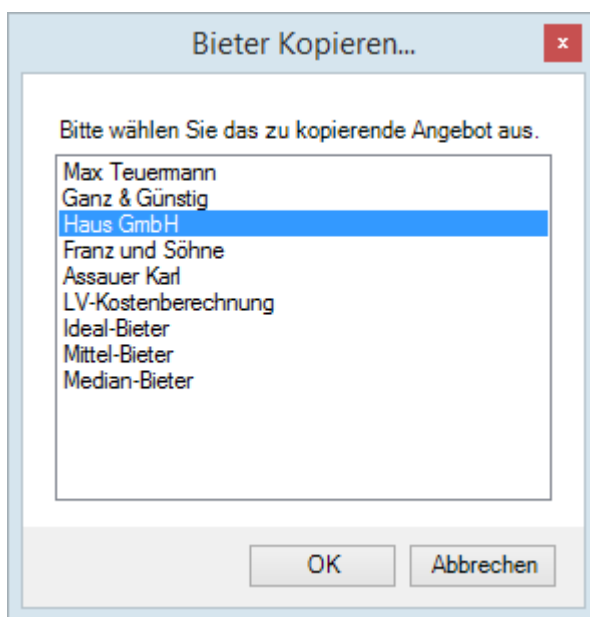 Bieter Kopieren...
x
Bitte wählen Sie das zu kopierende Angebot aus.
Max Teuermann
Ganz & Günstig
Haus GmbH
Franz und Söhne
Assauer Karl
LV-Kostenberechnung
Ideal-Bieter
Mittel-Bieter
Median-Bieter
OK
Abbrechen